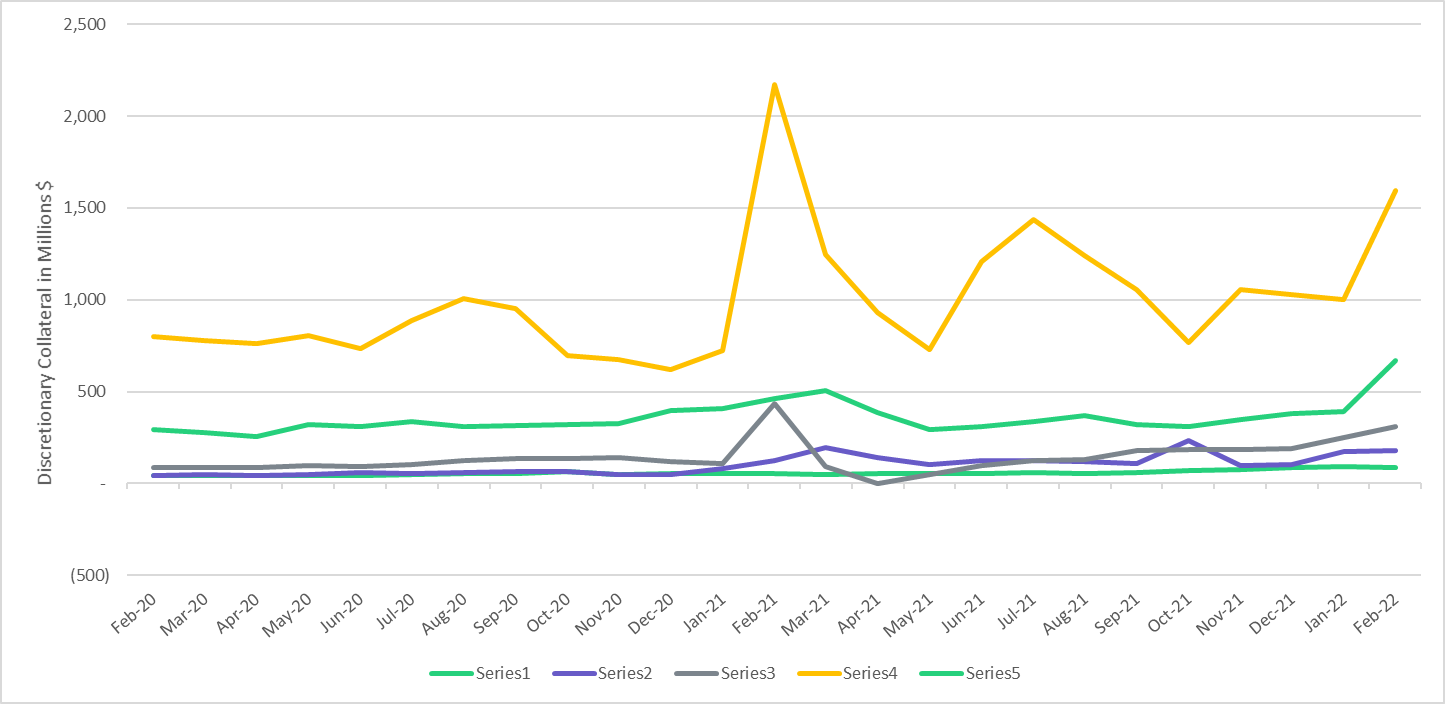 Discretionary Collateral in Millions $
2,500
2,000
1,500
1,000
500
-
(500)
Feb-20
Mar-20
Apr-20
May-20
Jun-20
Jul-20
Aug-20
Sep-20
Oct-20
Nov-20
Dec-20
Jan-21
Feb-21
Mar-21
Apr-21
May-21
Jun-21
Jul-21
Aug-21
Sep-21
Oct-21
Nov-21
Dec-21
Jan-22
Feb-22
Series1 Series2 Series3 Series4 Series5